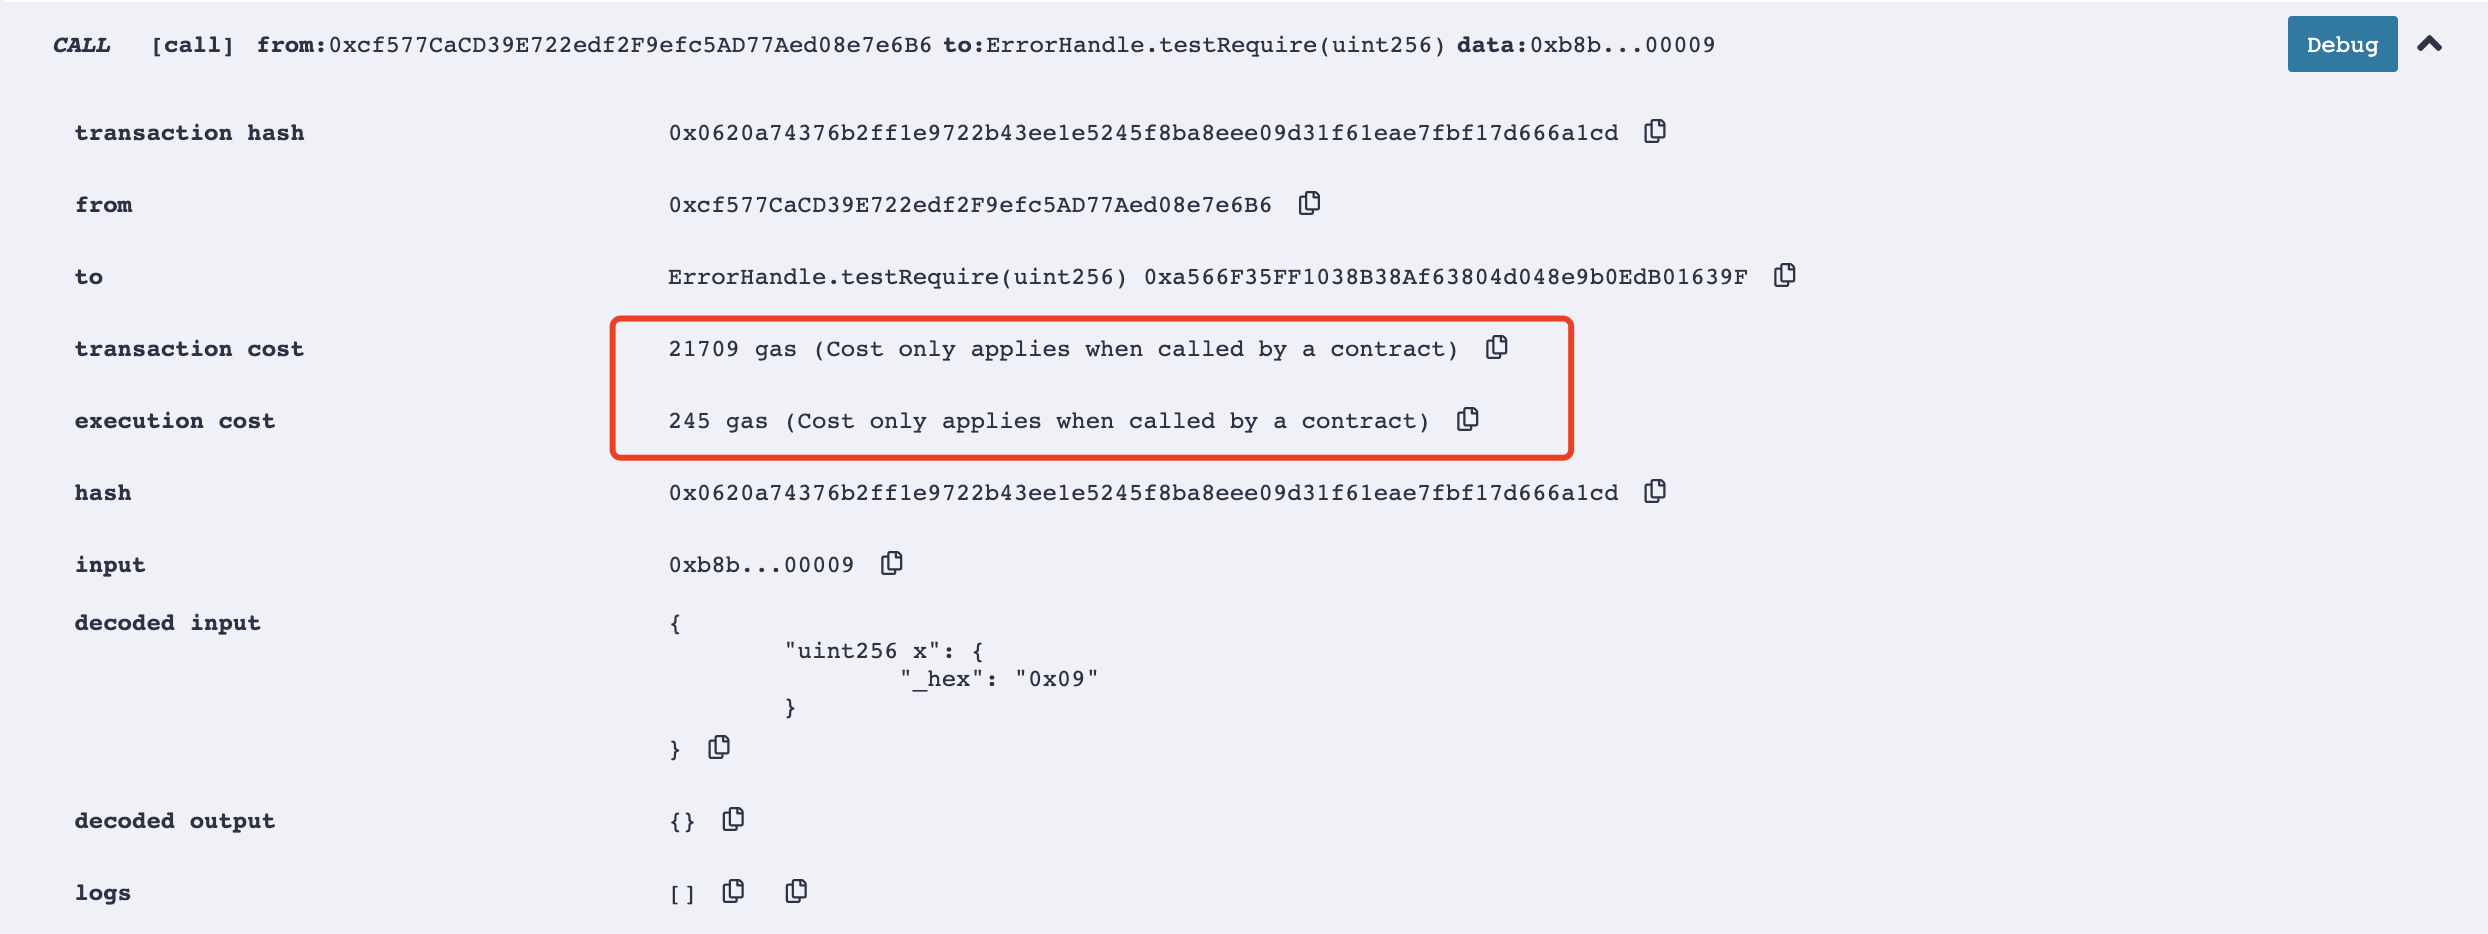 CALL [call] from:0xcf577CaCD39E722edf2F9efc5AD77Aed08e7e6B6 to:ErrorHandle.testRequire(uint256) data:0xb8b...00009 Debug
transaction hash 0x0620a74376b2ff1e9722b43ee1e5245f8ba8eee09d31f61eae7fbf17d666a1cd
from 0xcf577CaCD39E722edf2F9efc5AD77Aed08e7e6B6
to ErrorHandle.testRequire(uint256) 0xa566F35FF1038B38Af63804d048e9b0EdB01639F
transaction cost 21709 gas (Cost only applies when called by a contract)
execution cost 245 gas (Cost only applies when called by a contract)
hash 0x0620a74376b2ff1e9722b43ee1e5245f8ba8eee09d31f61eae7fbf17d666a1cd
input 0xb8b...00009
decoded input {
"uint256 x": {
"_hex": "0x09"
}
}
decoded output {}
logs []